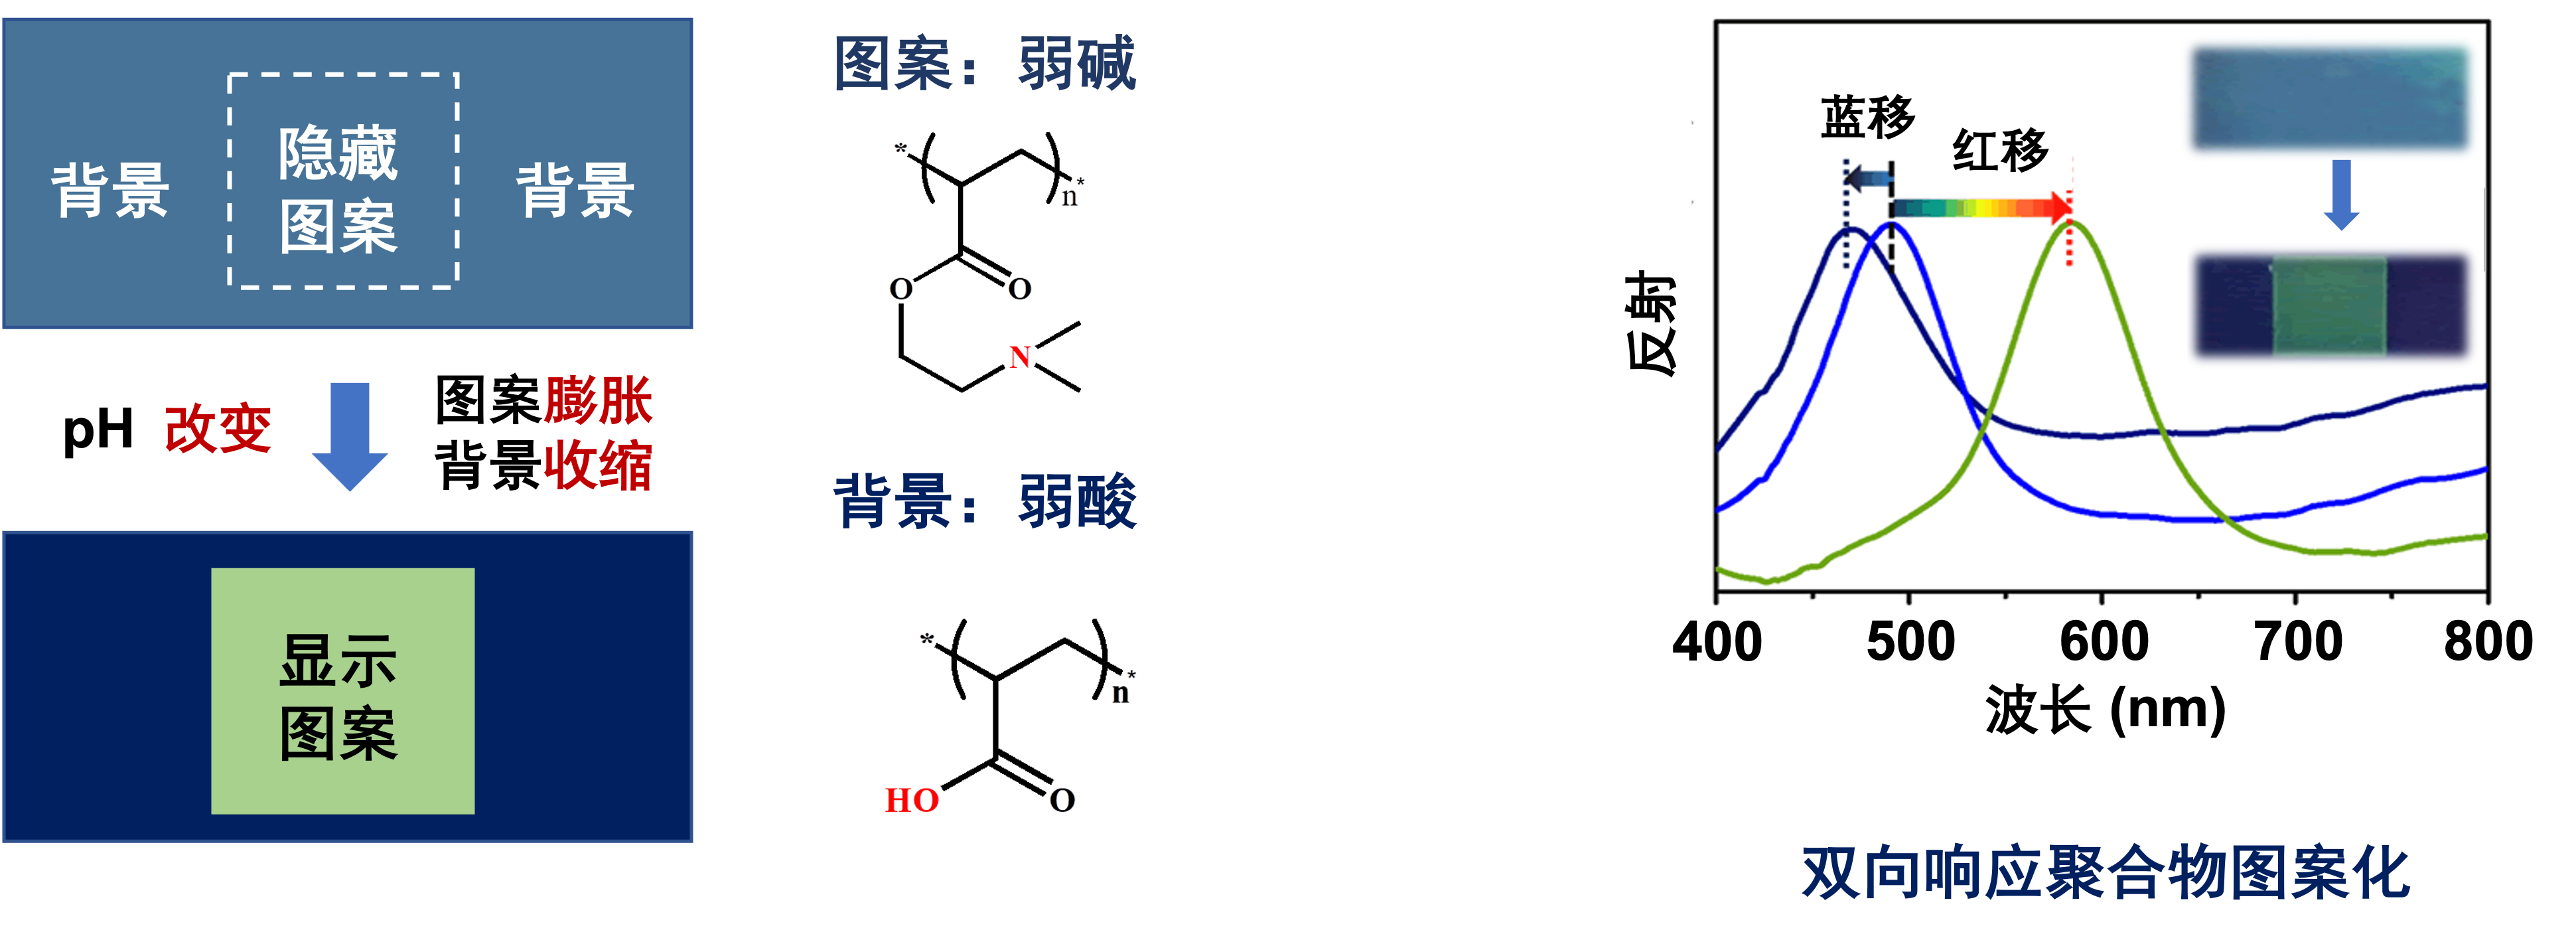 背景
隐藏
图案
背景
pH 改变
图案膨胀
背景收缩
显示
图案
图案：弱碱
*
n
*
O
O
N
背景：弱酸
*
n
*
HO
O
蓝移
红移
反射
400 500 600 700 800
波长 (nm)
双向响应聚合物图案化